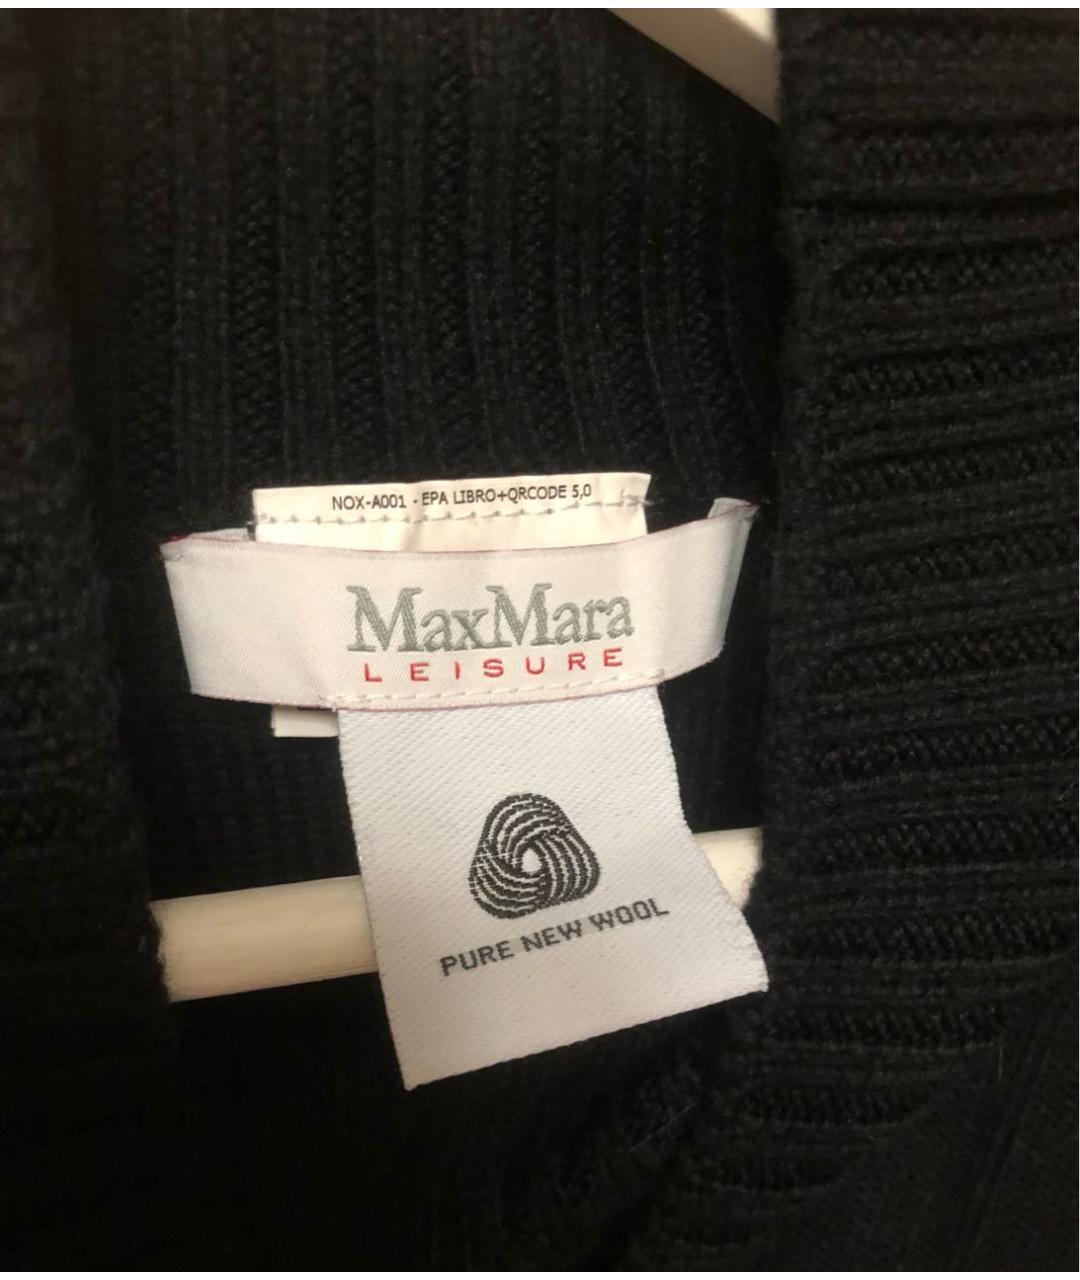 NOX-A001 - EPA LIBRO+QRCODE 5,0
MaxMara
LEISURE
PURE NEW WOOL